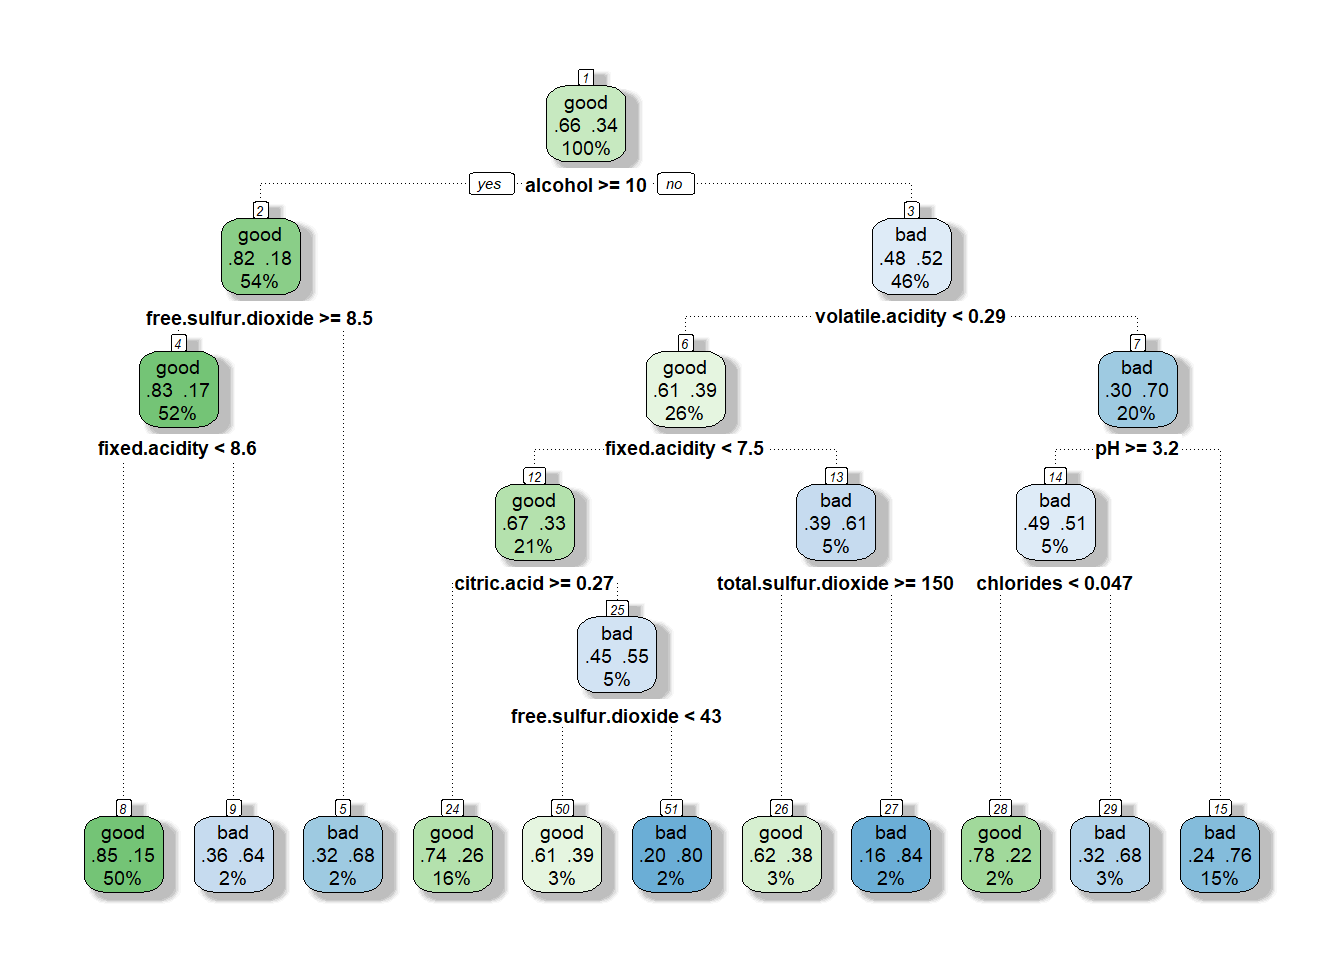 1
good
.66 .34
100%
yes alcohol >= 10 no
2
good
.82 .18
54%
3
bad
.48 .52
46%
free.sulfur.dioxide >= 8.5
volatile.acidity < 0.29
4
good
.83 .17
52%
6
good
.61 .39
26%
7
bad
.30 .70
20%
fixed.acidity < 8.6
fixed.acidity < 7.5
pH >= 3.2
12
good
.67 .33
21%
13
bad
.39 .61
5%
14
bad
.49 .51
5%
citric.acid >= 0.27
total.sulfur.dioxide >= 150
chlorides < 0.047
25
bad
.45 .55
5%
free.sulfur.dioxide < 43
8
good
.85 .15
50%
9
bad
.36 .64
2%
5
bad
.32 .68
2%
24
good
.74 .26
16%
50
good
.61 .39
3%
51
bad
.20 .80
2%
26
good
.62 .38
3%
27
bad
.16 .84
2%
28
good
.78 .22
2%
29
bad
.32 .68
3%
15
bad
.24 .76
15%